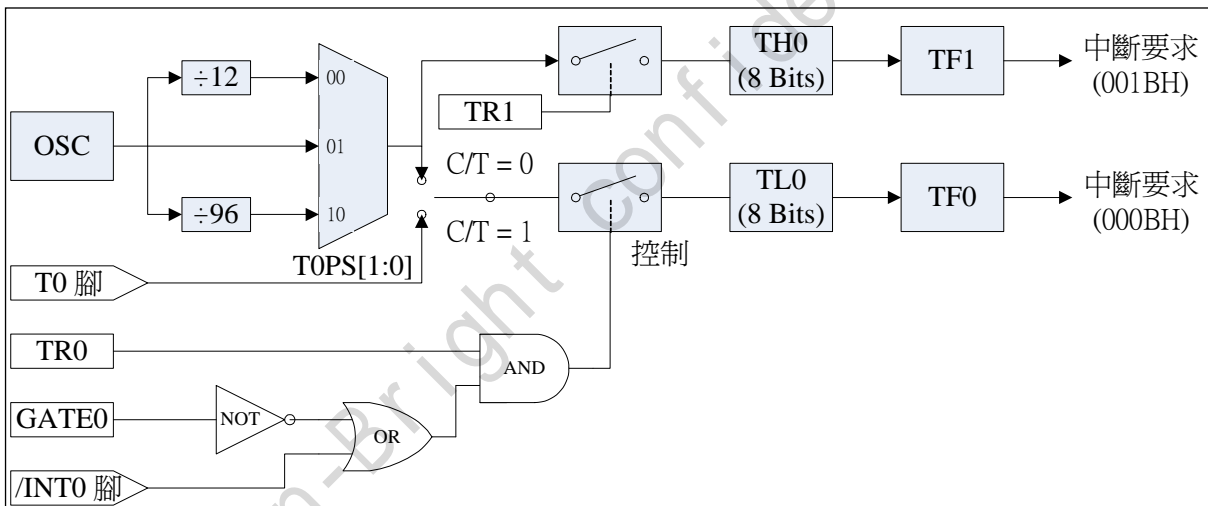 ÷12
OSC
÷96
00
01
10
T0PS[1:0]
T0 腳
TR0
GATE0
/INT0 腳
NOT
OR
AND
C/T = 0
C/T = 1
TR1
控制
TH0
(8 Bits)
TF1
中斷要求
(001BH)
TL0
(8 Bits)
TF0
中斷要求
(000BH)
n-Bright confide